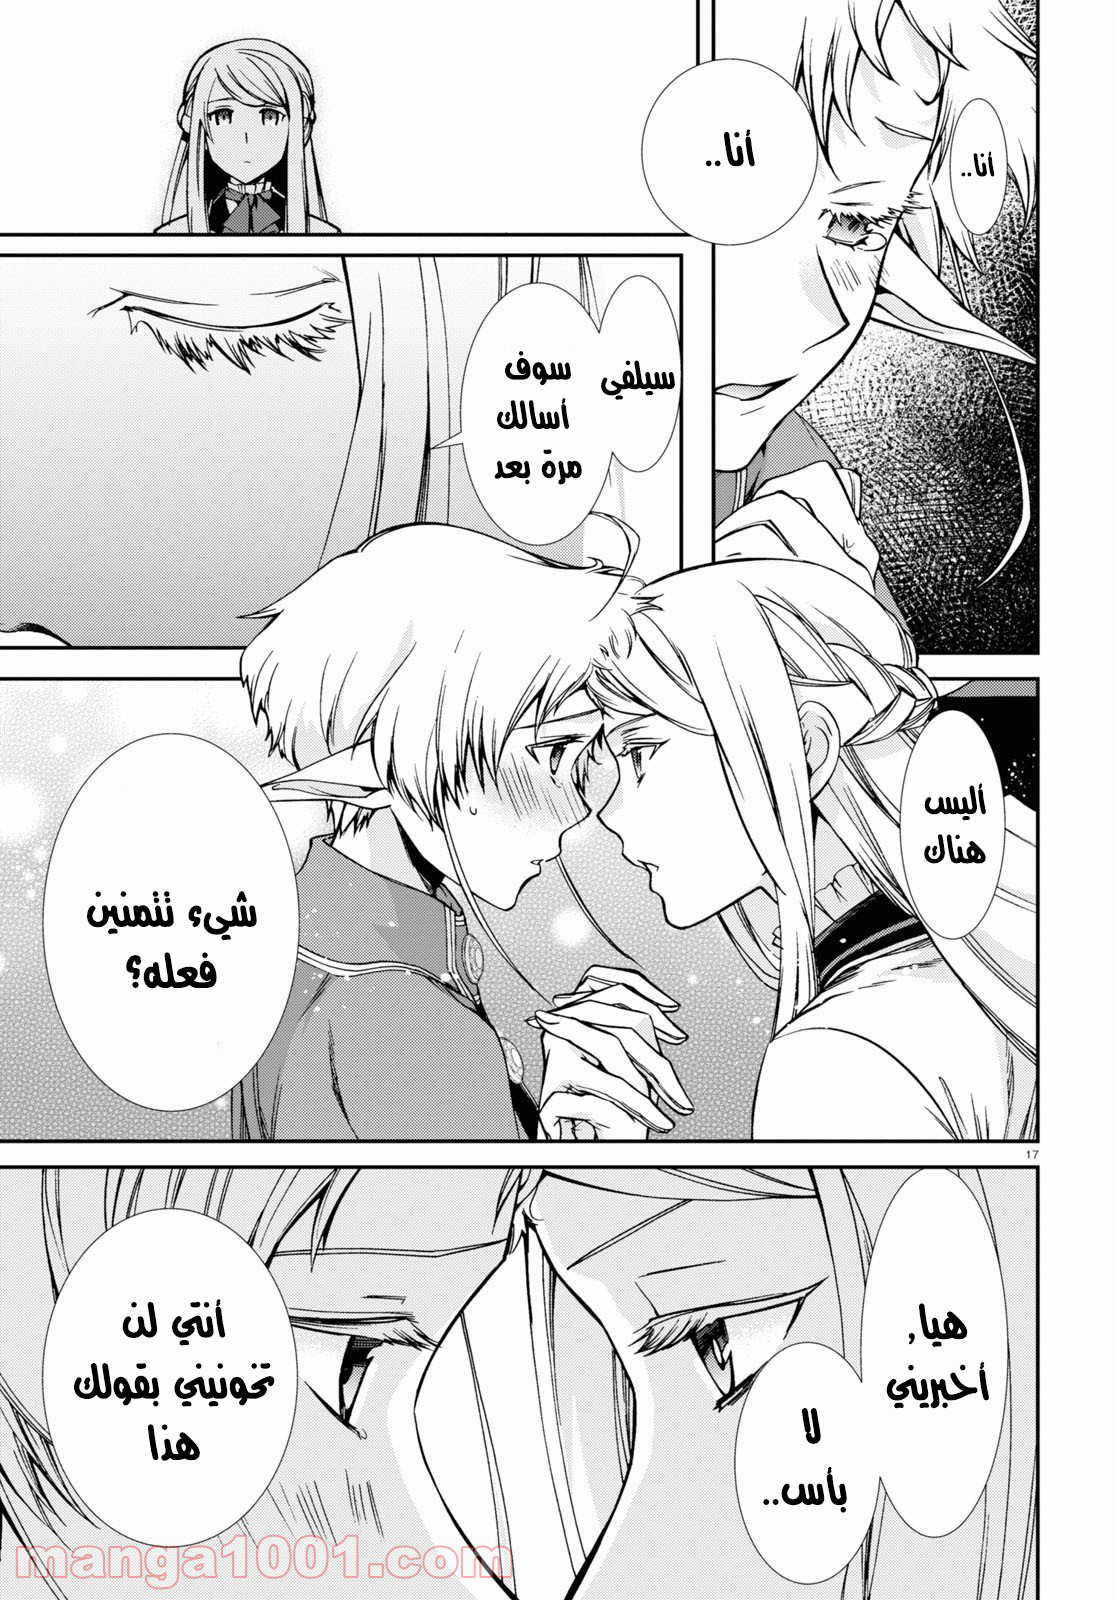 أنا..
أنا..
سيلفي
سوف
أسالك
مرة بعد
أليس
هناك
شيء تتمنين
فعله؟
17
هيا,
أخبريني
لا
بأس..
أنتي لن
تخونيني بقولك
هذا
manga1001.com